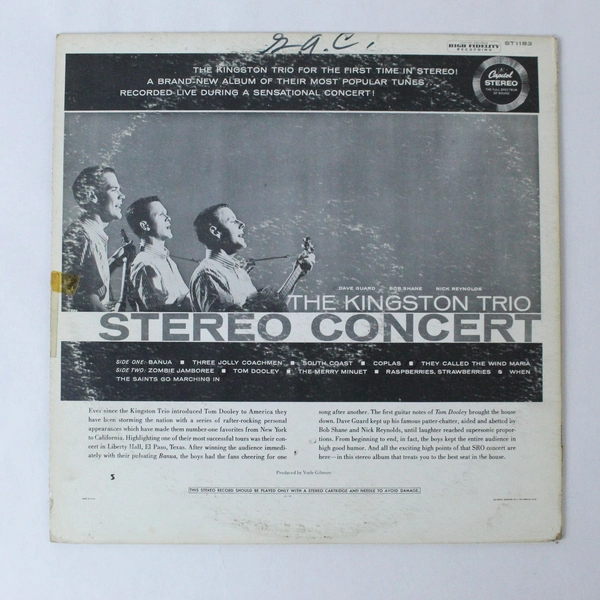 G.A.C.
HIGH FIDELITY
RECORDING
ST1183
THE KINGSTON TRIO FOR THE FIRST TIME IN STEREO!
A BRAND-NEW ALBUM OF THEIR MOST POPULAR TUNES...
RECORDED LIVE DURING A SENSATIONAL CONCERT!
Capitol
STEREO
THE FULL SPECTRUM
OF SOUND
DAVE GUARD BOB SHANE NICK REYNOLDS
THE KINGSTON TRIO
STEREO CONCERT
SIDE ONE: BANUA ■ THREE JOLLY COACHMEN ■ SOUTH COAST ■ COPLAS ■ THEY CALLED THE WIND MARIA
SIDE TWO: ZOMBIE JAMBOREE ■ TOM DOOLEY ■ THE MERRY MINUET ■ RASPBERRIES, STRAWBERRIES ■ WHEN
THE SAINTS GO MARCHING IN
Ever since the Kingston Trio introduced Tom Dooley to America they
have been storming the nation with a series of rafter-rocking personal
appearances which have made them number-one favorites from New York
to California. Highlighting one of their most successful tours was their con-
cert in Liberty Hall, El Paso, Texas. After winning the audience immedi-
ately with their pulsating Banua, the boys had the fans cheering for one
song after another. The first guitar notes of Tom Dooley brought the house
down. Dave Guard kept up his famous patter-chatter, aided and abetted by
Bob Shane and Nick Reynolds, until laughter reached supersonic propor-
tions. From beginning to end, in fact, the boys kept the entire audience in
high good humor. And all the exciting high points of that SRO concert are
here—in this stereo album that treats you to the best seat in the house.
Produced by Voyle Gilmore
5
THIS STEREO RECORD SHOULD BE PLAYED ONLY WITH A STEREO CARTRIDGE AND NEEDLE TO AVOID DAMAGE.